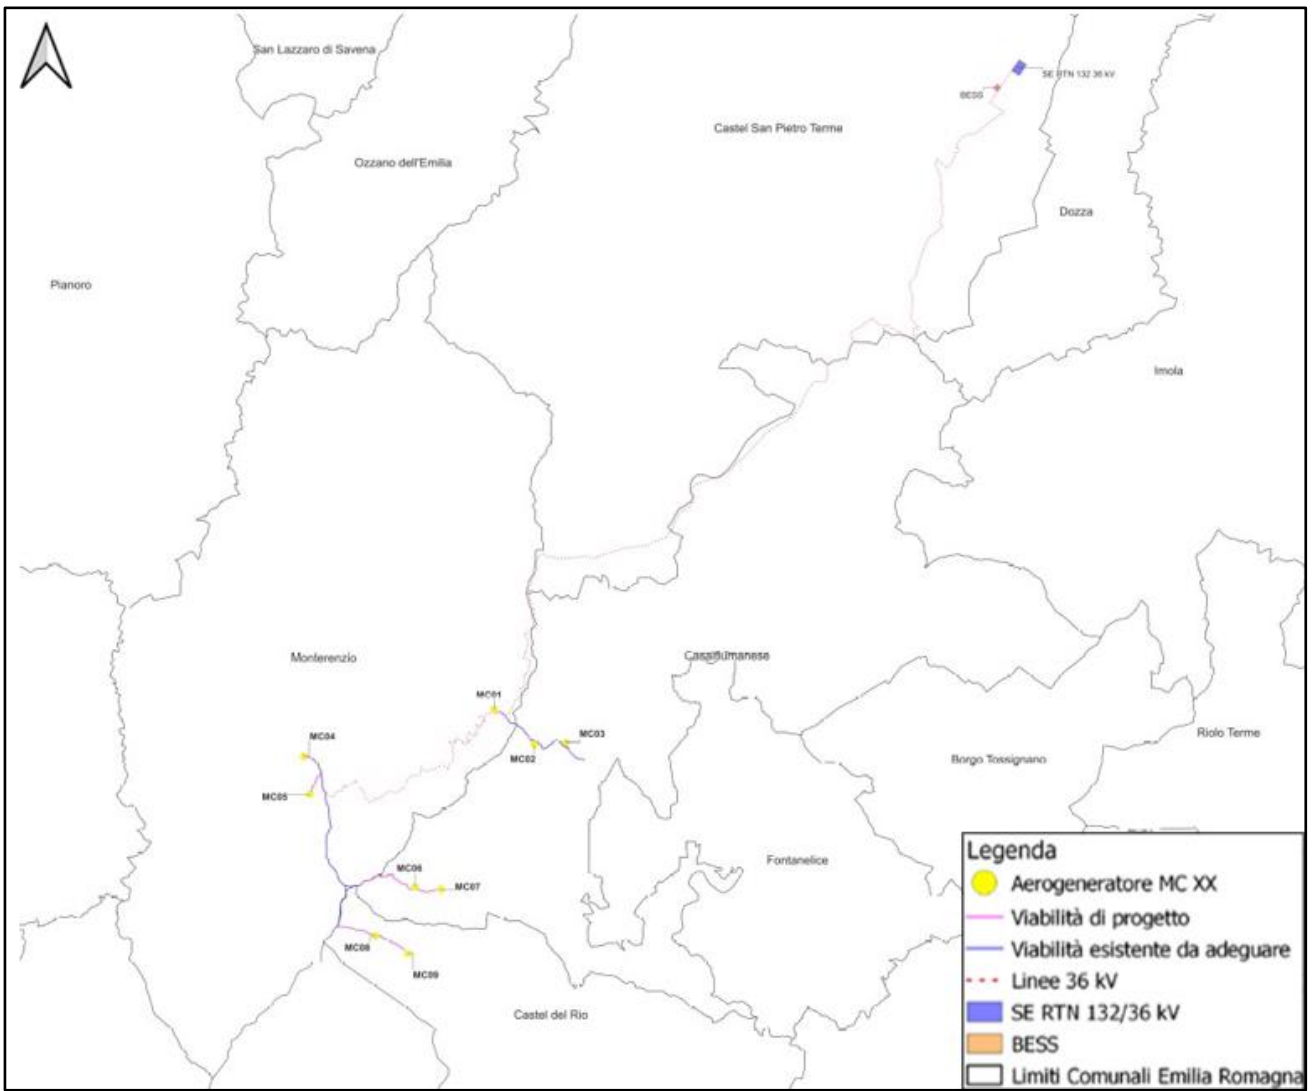 San Lazzaro di Savena
SE RTN 132 36 kV
BESS
Castel San Pietro Terme
Ozzano dell'Emilia
Dozza
Pianoro
Imola
Monterenzio
Casalfiumanese
MC01
MC04
MC03
Riolo Terme
MC02
Borgo Tossignano
MC05
Fontanelice
MC06
MC07
MC08
MC09
Castel del Rio
Legenda
Aerogeneratore MC XX
Viabilità di progetto
Viabilità esistente da adeguare
Linee 36 kV
SE RTN 132/36 kV
BESS
Limiti Comunali Emilia Romagna